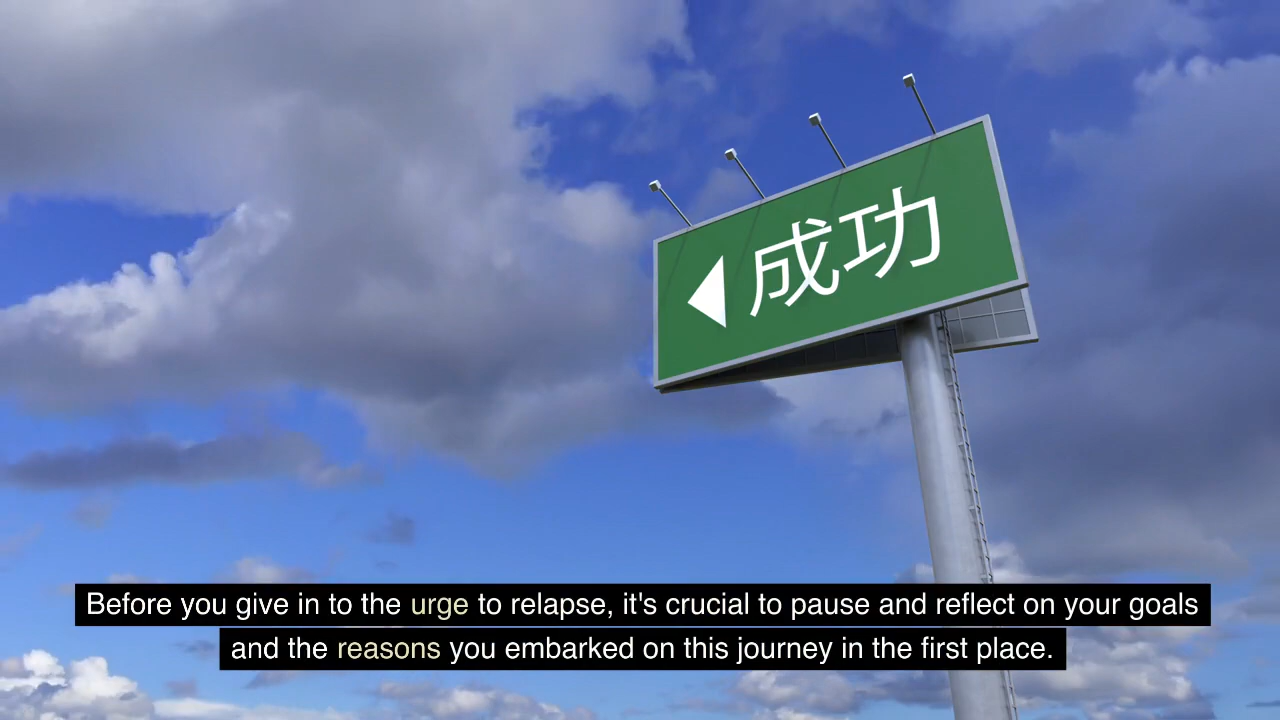 成功
Before you give in to the urge to relapse, it's crucial to pause and reflect on your goals
and the reasons you embarked on this journey in the first place.